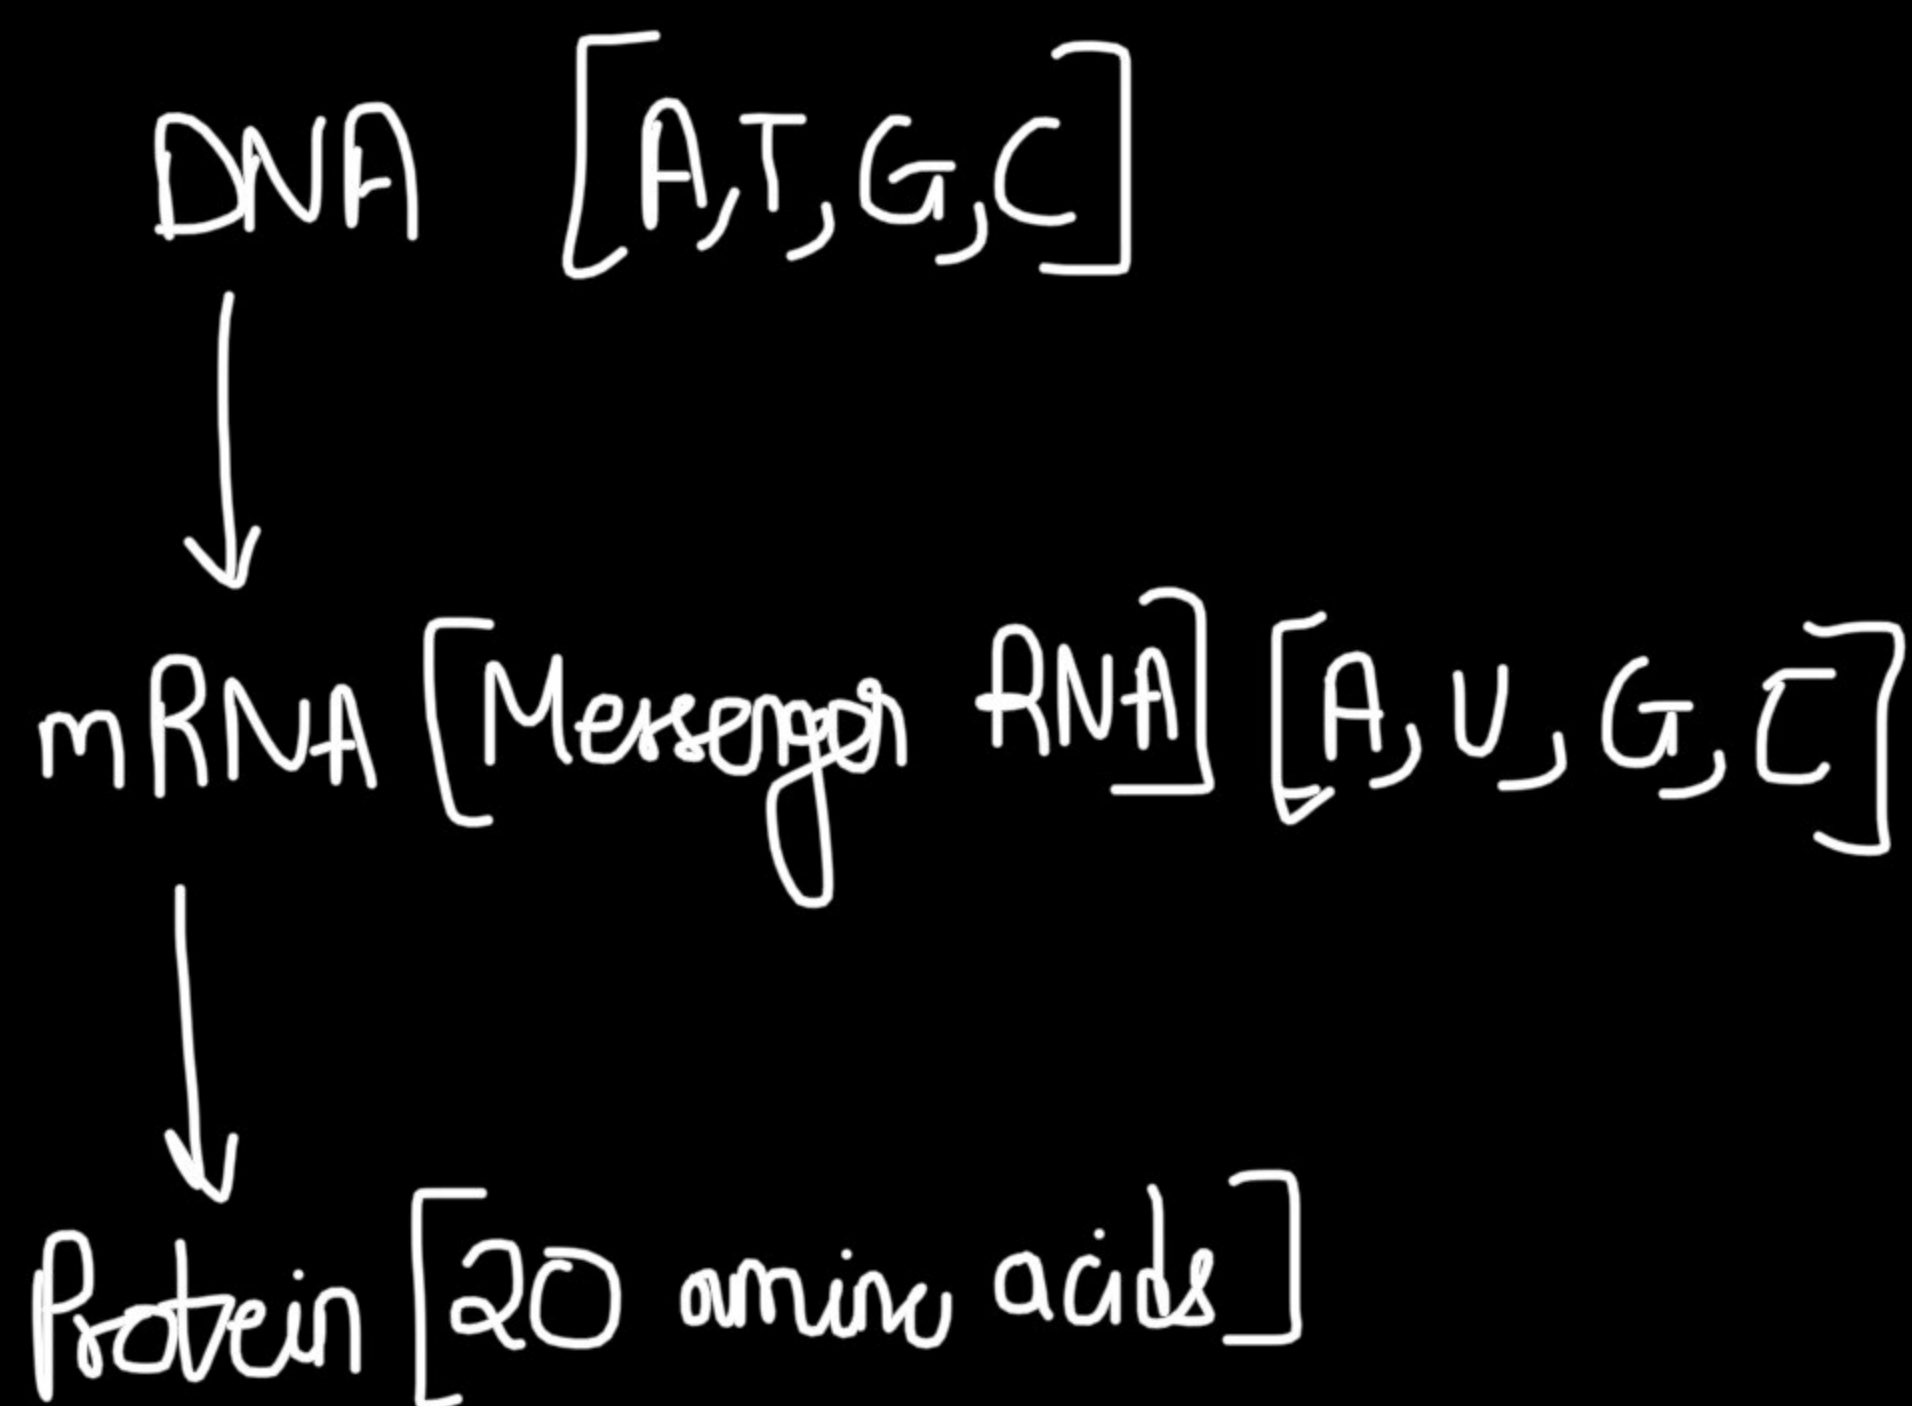 DNA [A,T,G,C]
mRNA [Messenger RNA] [A,U,G,C]
Protein [20 amino acids]